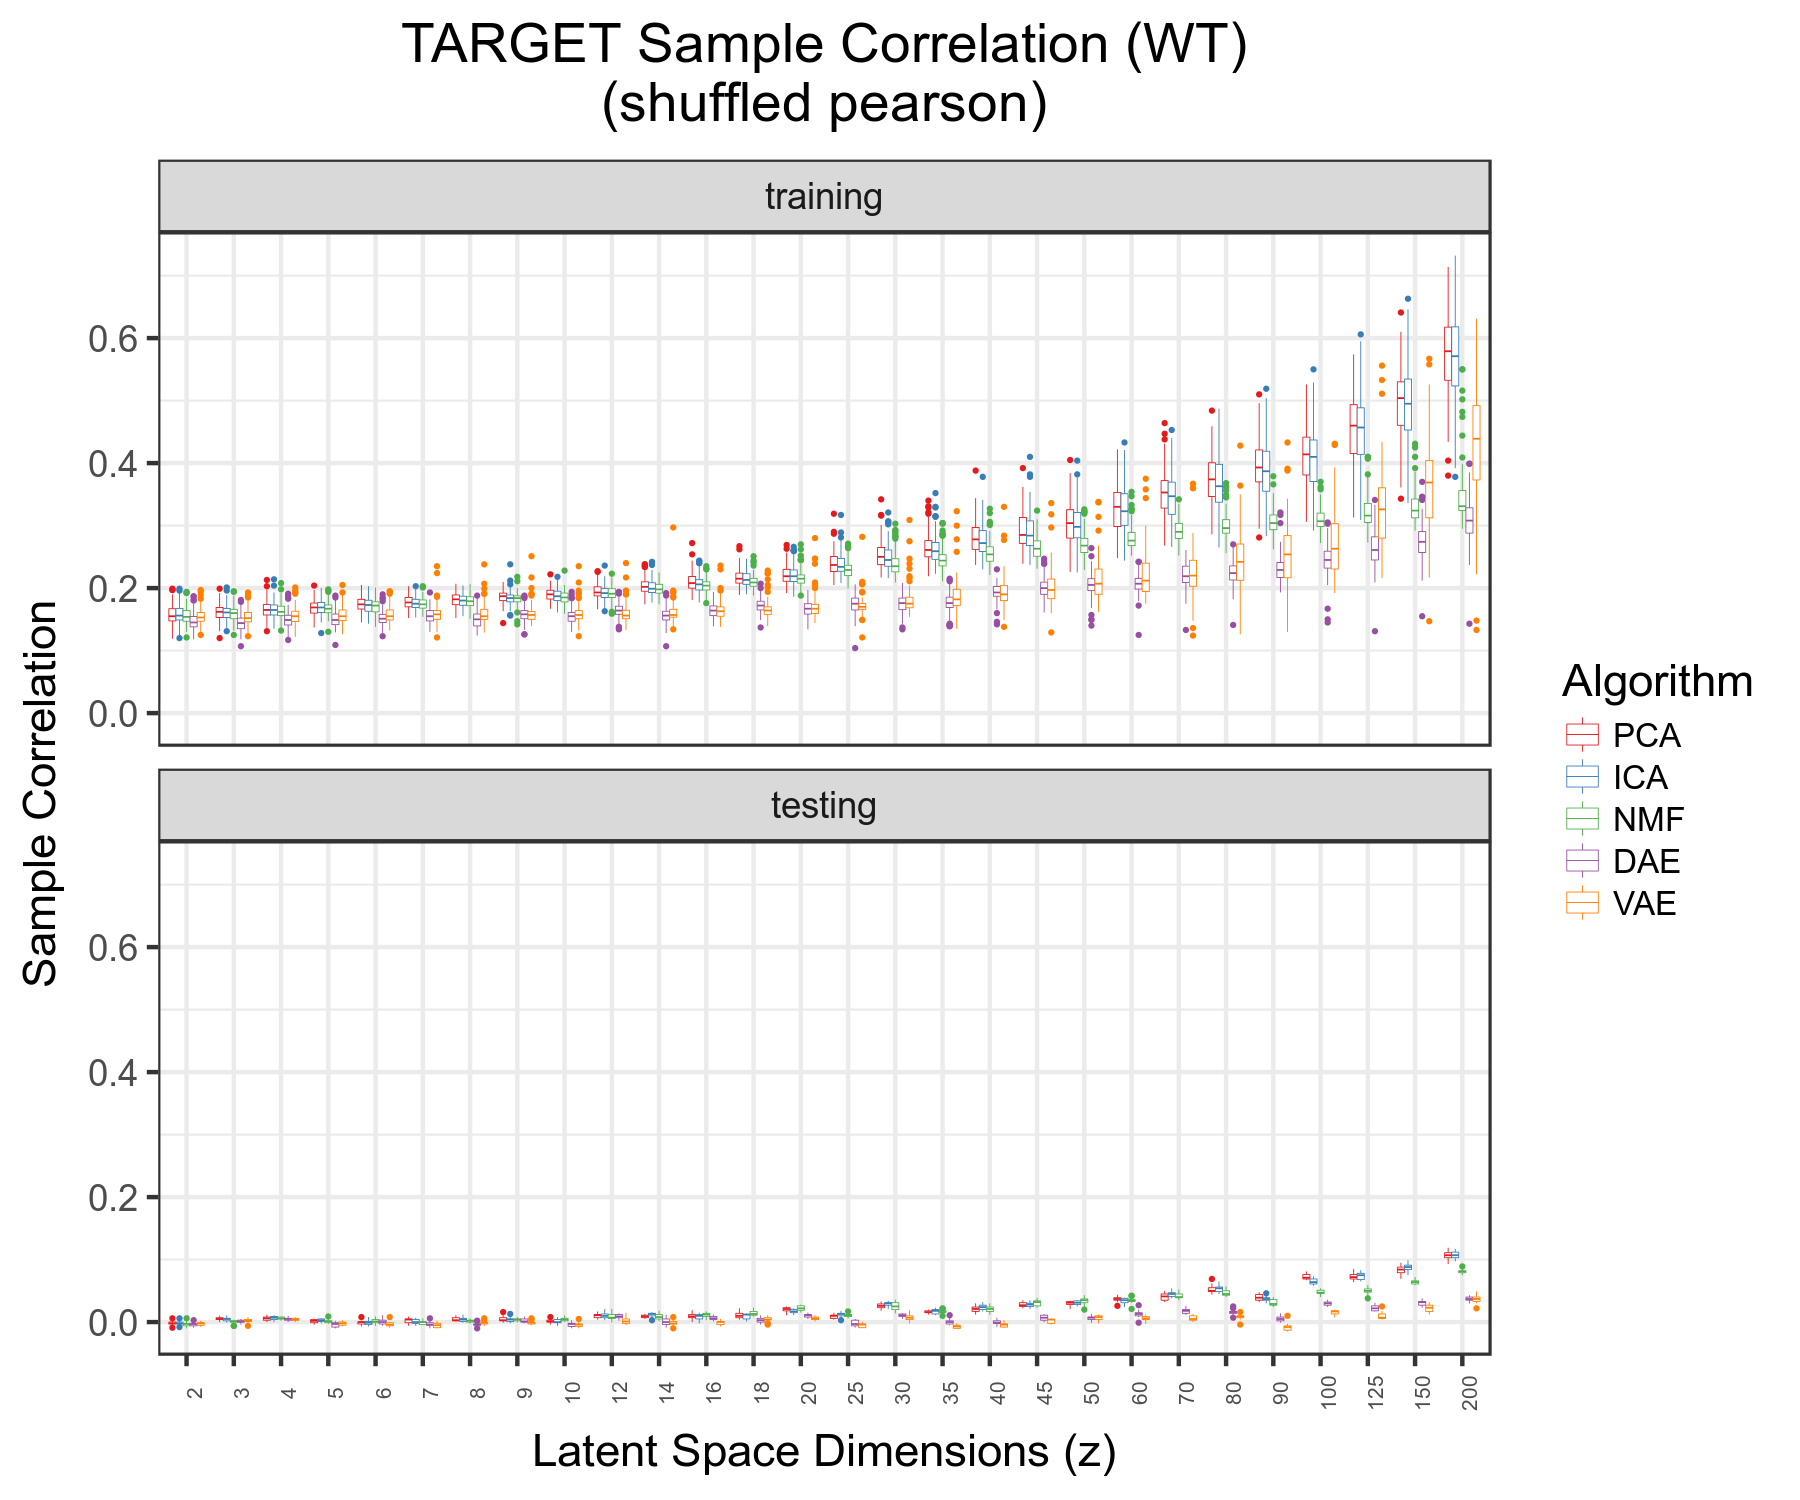 TARGET Sample Correlation (WT)
(shuffled pearson)
training
0.6
0.4
0.2
0.0
testing
0.6
0.4
0.2
0.0
Sample Correlation
2 3 4 5 6 7 8 9 10 12 14 16 18 20 25 30 35 40 45 50 60 70 80 90 100 125 150 200
Latent Space Dimensions (z)
Algorithm
PCA
ICA
NMF
DAE
VAE